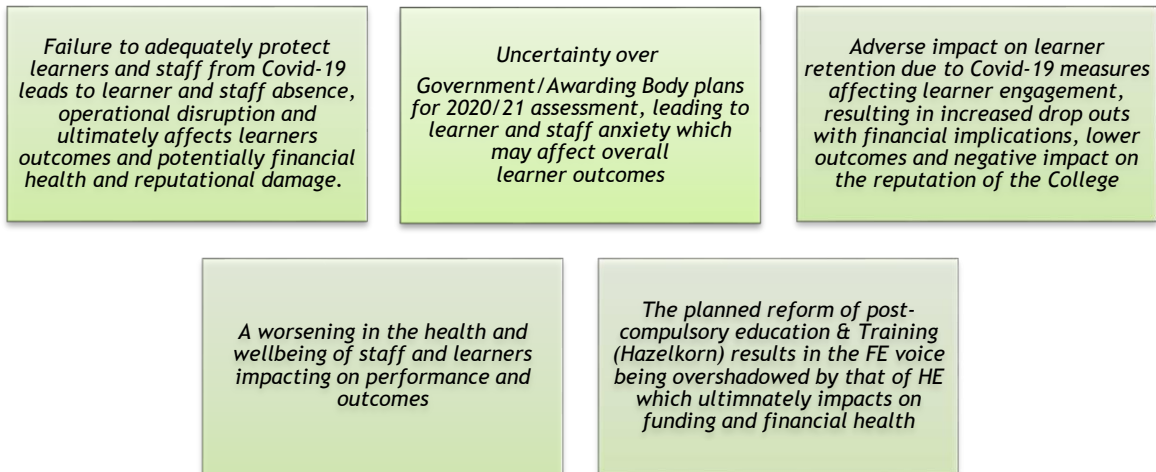 Failure to adequately protect
learners and staff from Covid-19
leads to learner and staff absence,
operational disruption and
ultimately affects learners
outcomes and potentially financial
health and reputational damage.
Uncertainty over
Government/Awarding Body plans
for 2020/21 assessment, leading to
learner and staff anxiety which
may affect overall
learner outcomes
Adverse impact on learner
retention due to Covid-19 measures
affecting learner engagement,
resulting in increased drop outs
with financial implications, lower
outcomes and negative impact on
the reputation of the College
A worsening in the health and
wellbeing of staff and learners
impacting on performance and
outcomes
The planned reform of post-
compulsory education & Training
(Hazelkorn) results in the FE voice
being overshadowed by that of HE
which ultimnately impacts on
funding and financial health